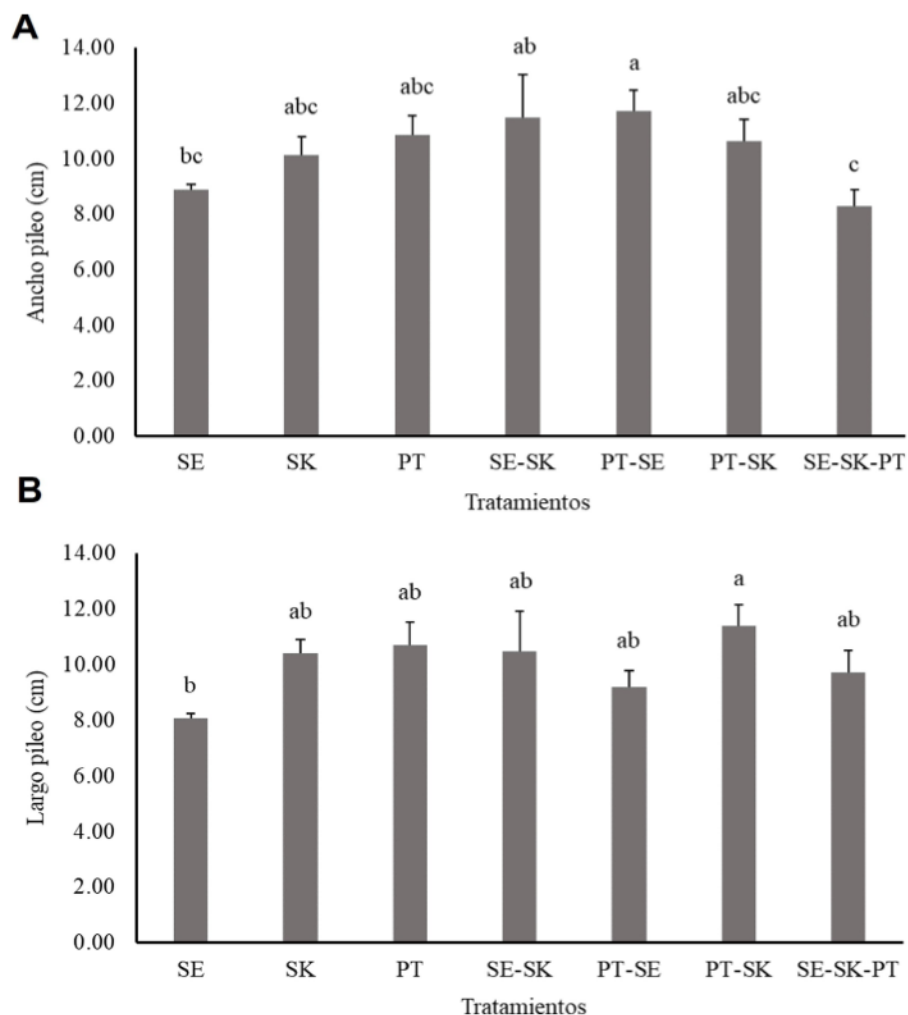 A
14.00
12.00
10.00
8.00
6.00
4.00
2.00
0.00
Ancho píleo (cm)
bc
abc
abc
ab
a
abc
c
SE SK PT SE-SK PT-SE PT-SK SE-SK-PT
Tratamientos
B
14.00
12.00
10.00
8.00
6.00
4.00
2.00
0.00
Largo píleo (cm)
b
ab
ab
ab
ab
a
ab
SE SK PT SE-SK PT-SE PT-SK SE-SK-PT
Tratamientos